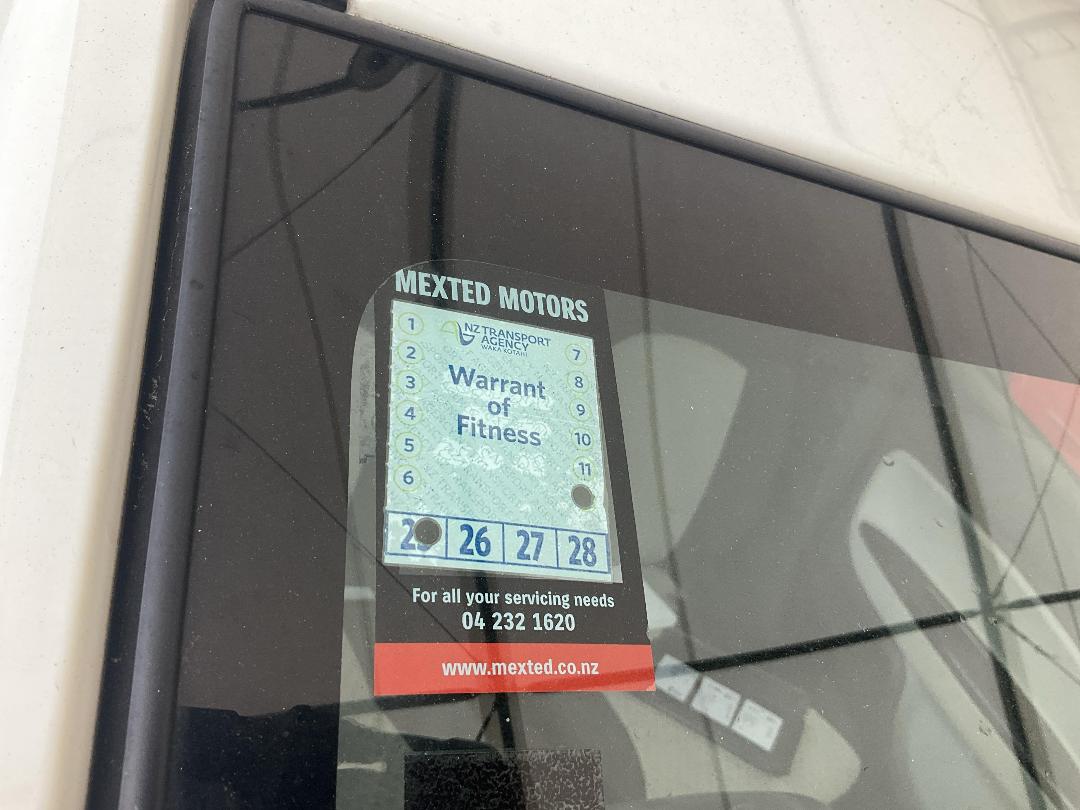 MEXTED MOTORS
1
NZ TRANSPORT
AGENCY
WAKA KOTAHI
7
2
8
3
Warrant
of
Fitness
9
4
10
5
11
6
25 26 27 28
For all your servicing needs
04 232 1620
www.mexted.co.nz